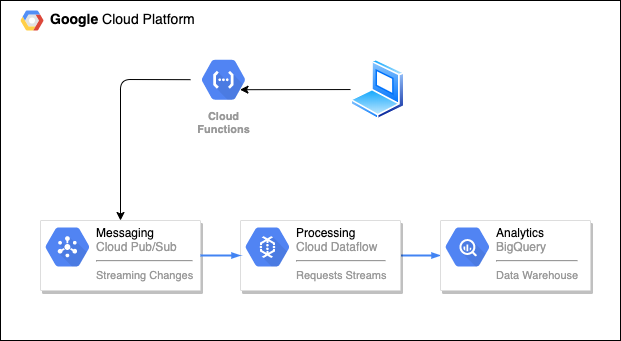 Google Cloud Platform
Cloud
Functions
Messaging
Cloud Pub/Sub
Streaming Changes
Processing
Cloud Dataflow
Requests Streams
Analytics
BigQuery
Data Warehouse